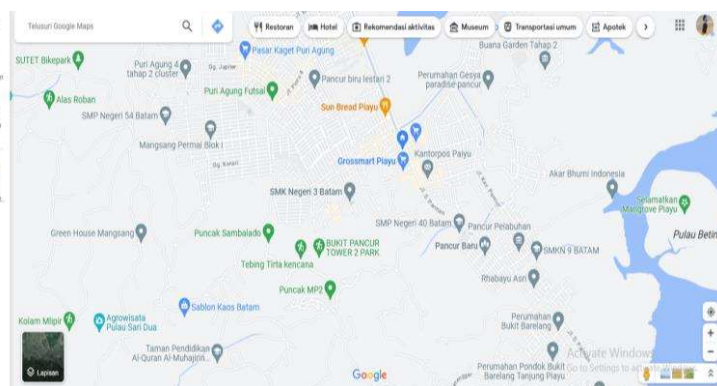 Telusuri Google Maps
Restoran
Hotel
Rekomendasi aktivitas
Museum
Transportasi umum
Apotek
SUTET Bikepark
Puri Agung 4
tahap 2 cluster
Gg. Jupiter
Pasar Kaget Puri Agung
Buana Garden Tahap 2
Alas Roban
Puri Agung Futsal
Pancur biru lestari 2
Perumahan Gesya
paradise pancur
SMP Negeri 54 Batam
Sun Bread Piayu
Mangsang Permai Blok I
Grossmart Piayu
Kantorpos Paiyu
SMK Negeri 3 Batam
Akar Bhumi Indonesia
Selamatkan
Mangrove Piayu
Green House Mangsang
Puncak Sambalado
SMP Negeri 40 Batam
Pancur Pelabuhan
Pulau Betin
BUKIT PANCUR
TOWER 2 PARK
Tebing Tirta kencana
Pancur Baru
SMKN 9 BATAM
Rhabayu Asri
Puncak MP2
Sablon Kaos Batam
Kolam Mlipir
Agrowisata
Pulau Sari Dua
Perumahan
Bukit Barelang
Taman Pendidikan
Al-Quran Al-Muhajirin...
Lapisan
Google
Perumahan Pondok Bukit
Barelang Tanjung Piayu
Activate Windows
Go to Settings to activate Windows.